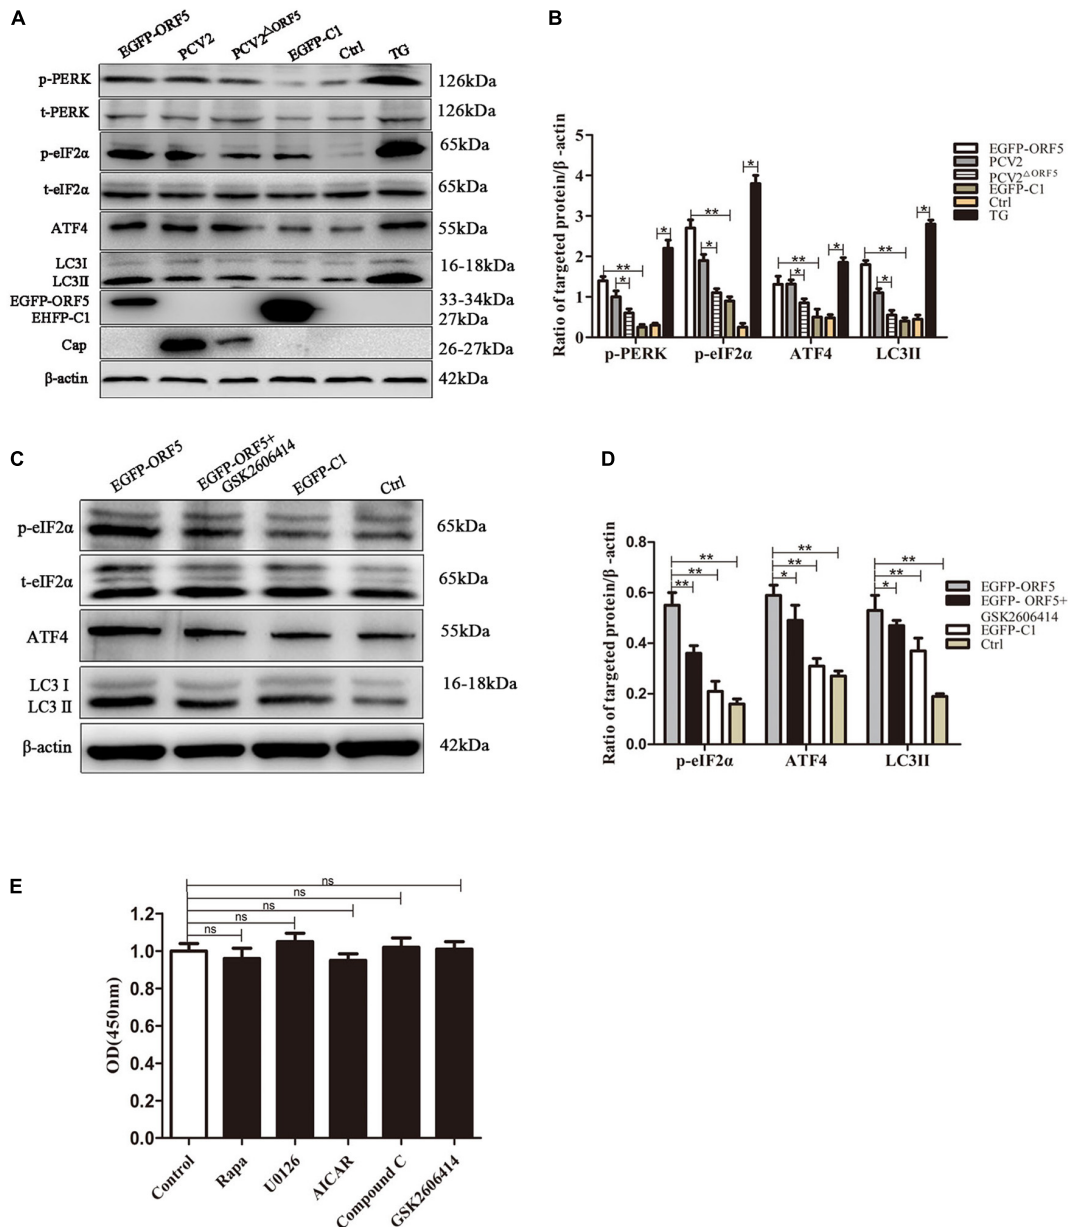 A
EGFP-ORF5 PCV2 PCV2△ORF5 EGFP-C1 Ctrl TG
p-PERK 126kDa
t-PERK 126kDa
p-eIF2α 65kDa
t-eIF2α 65kDa
ATF4 55kDa
LC3I 16-18kDa
LC3II
EGFP-ORF5 33-34kDa
EHFP-C1 27kDa
Cap 26-27kDa
β-actin 42kDa
B
Ratio of targeted protein/β -actin
5
4
3
2
1
0
** * * ** * * ** * * ** * *
p-PERK p-eIF2α ATF4 LC3II
EGFP-ORF5
PCV2
PCV2△ORF5
EGFP-C1
Ctrl
TG
C
EGFP-ORF5 EGFP-ORF5+ GSK2606414 EGFP-C1 Ctrl
p-eIF2α 65kDa
t-eIF2α 65kDa
ATF4 55kDa
LC3 I 16-18kDa
LC3 II
β-actin 42kDa
D
Ratio of targeted protein/β -actin
0.8
0.6
0.4
0.2
0.0
** ** ** ** ** * ** ** *
p-eIF2α ATF4 LC3II
EGFP-ORF5
EGFP- ORF5+
GSK2606414
EGFP-C1
Ctrl
E
OD(450nm)
1.2
1.0
0.8
0.6
0.4
0.2
0.0
ns
ns
ns
ns
ns
Control Rapa U0126 AICAR Compound C GSK2606414